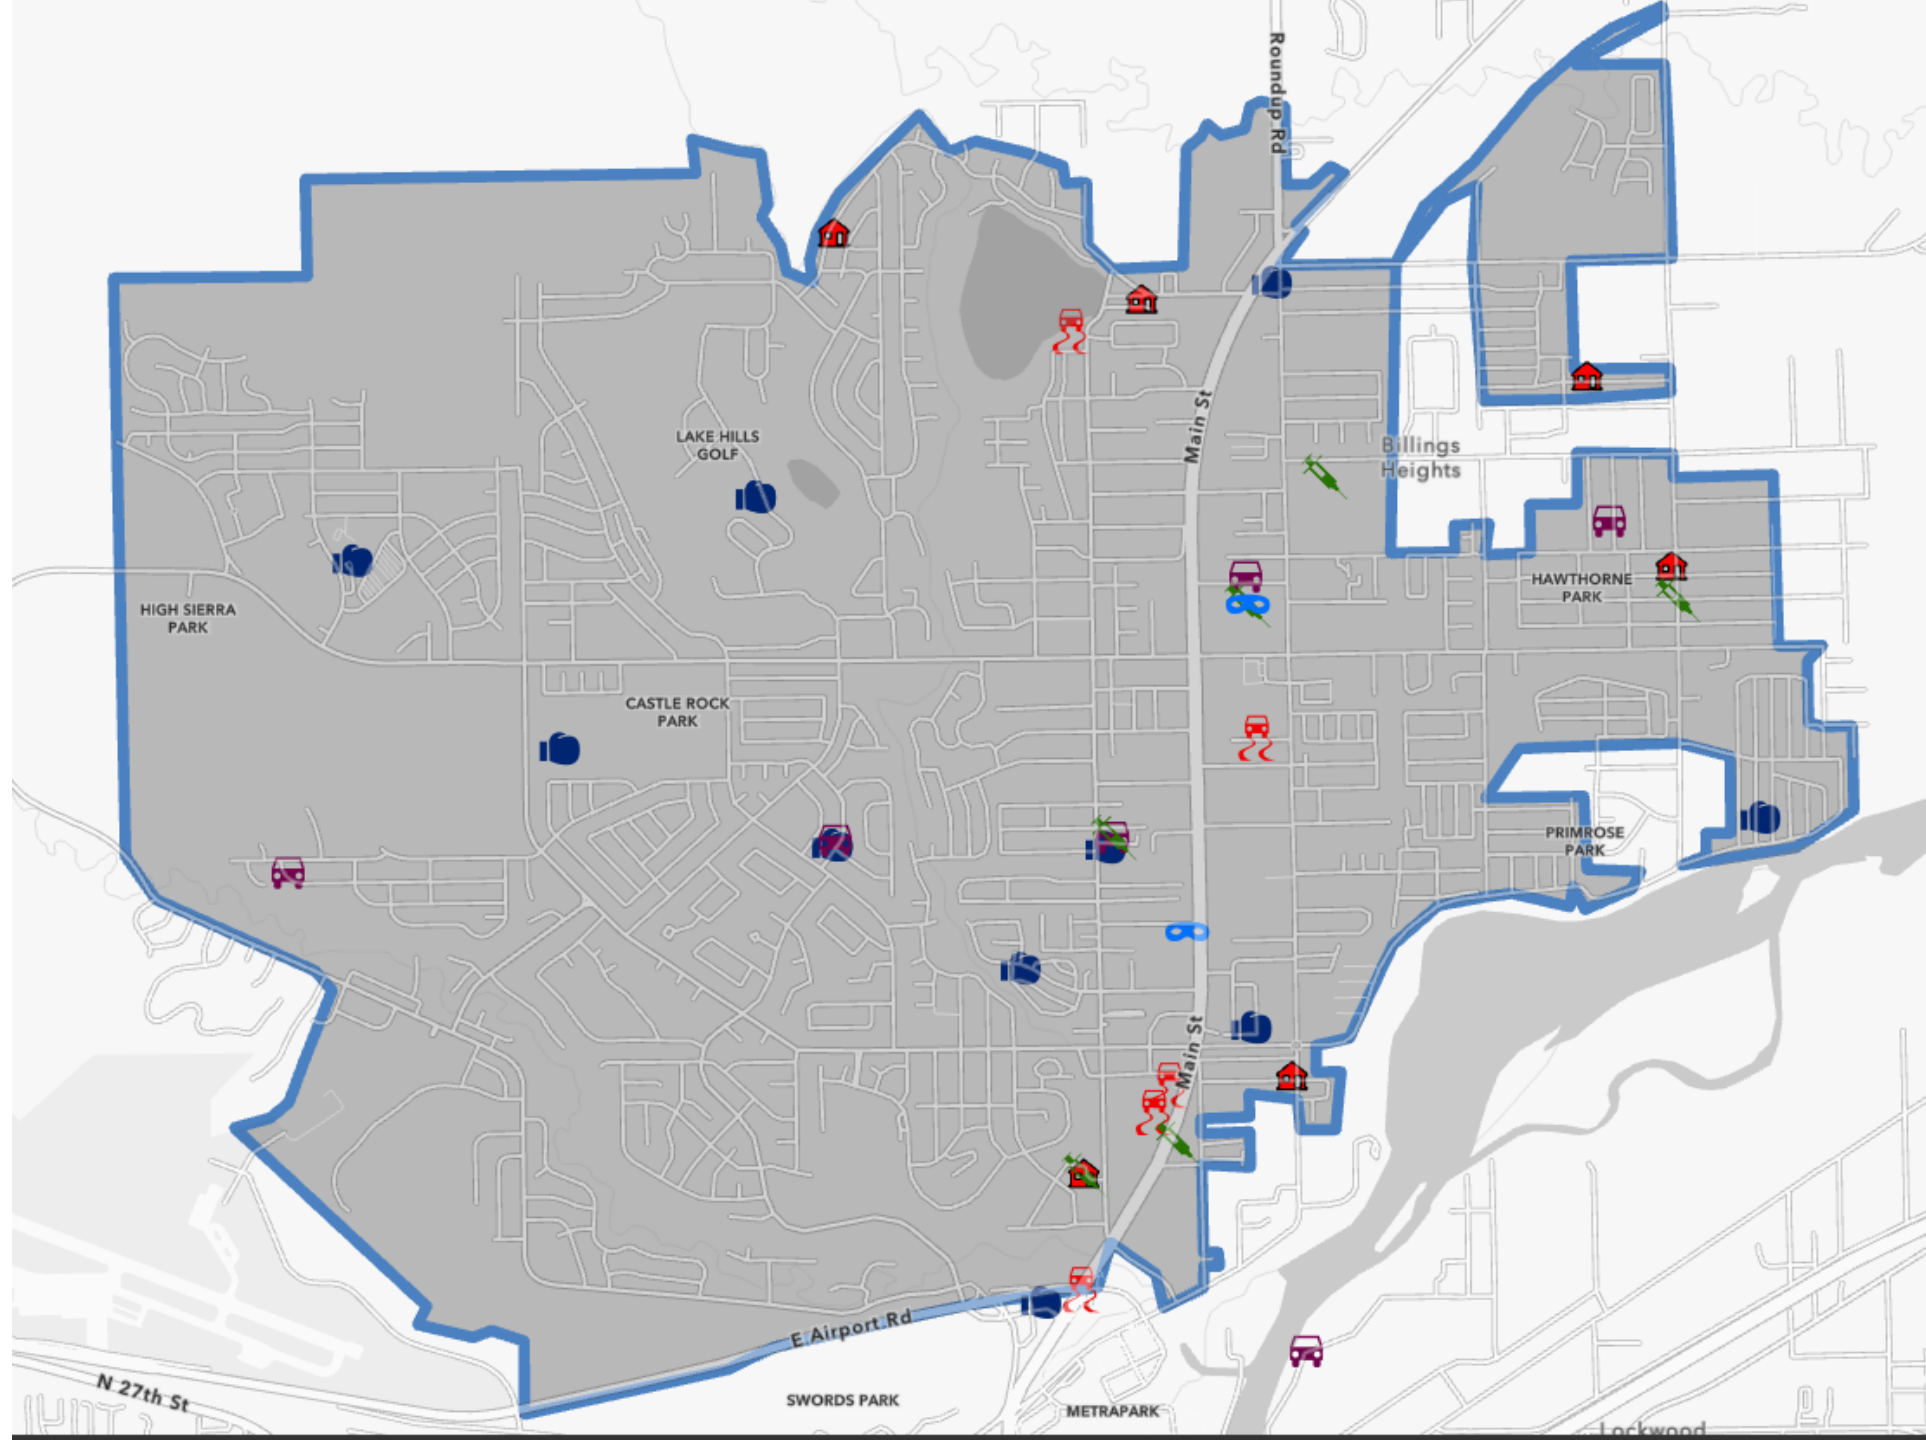 Roundup Rd
Main St
LAKE HILLS
GOLF
Billings
Heights
HIGH SIERRA
PARK
HAWTHORNE
PARK
CASTLE ROCK
PARK
PRIMROSE
PARK
Main St
E Airport Rd
N 27th St
SWORDS PARK
METRAPARK
Lockwood